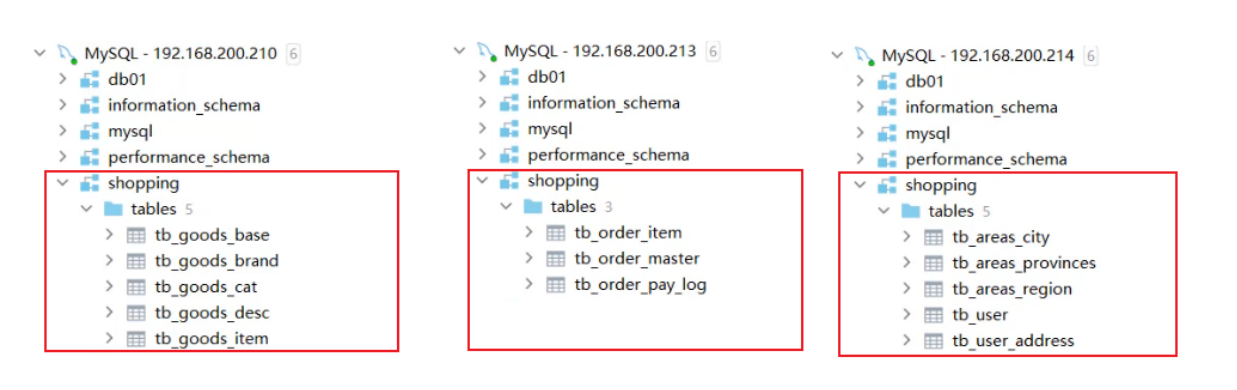 MySQL - 192.168.200.210 6
db01
information_schema
mysql
performance_schema
shopping
tables 5
tb_goods_base
tb_goods_brand
tb_goods_cat
tb_goods_desc
tb_goods_item
MySQL - 192.168.200.213 6
db01
information_schema
mysql
performance_schema
shopping
tables 3
tb_order_item
tb_order_master
tb_order_pay_log
MySQL - 192.168.200.214 6
db01
information_schema
mysql
performance_schema
shopping
tables 5
tb_areas_city
tb_areas_provinces
tb_areas_region
tb_user
tb_user_address